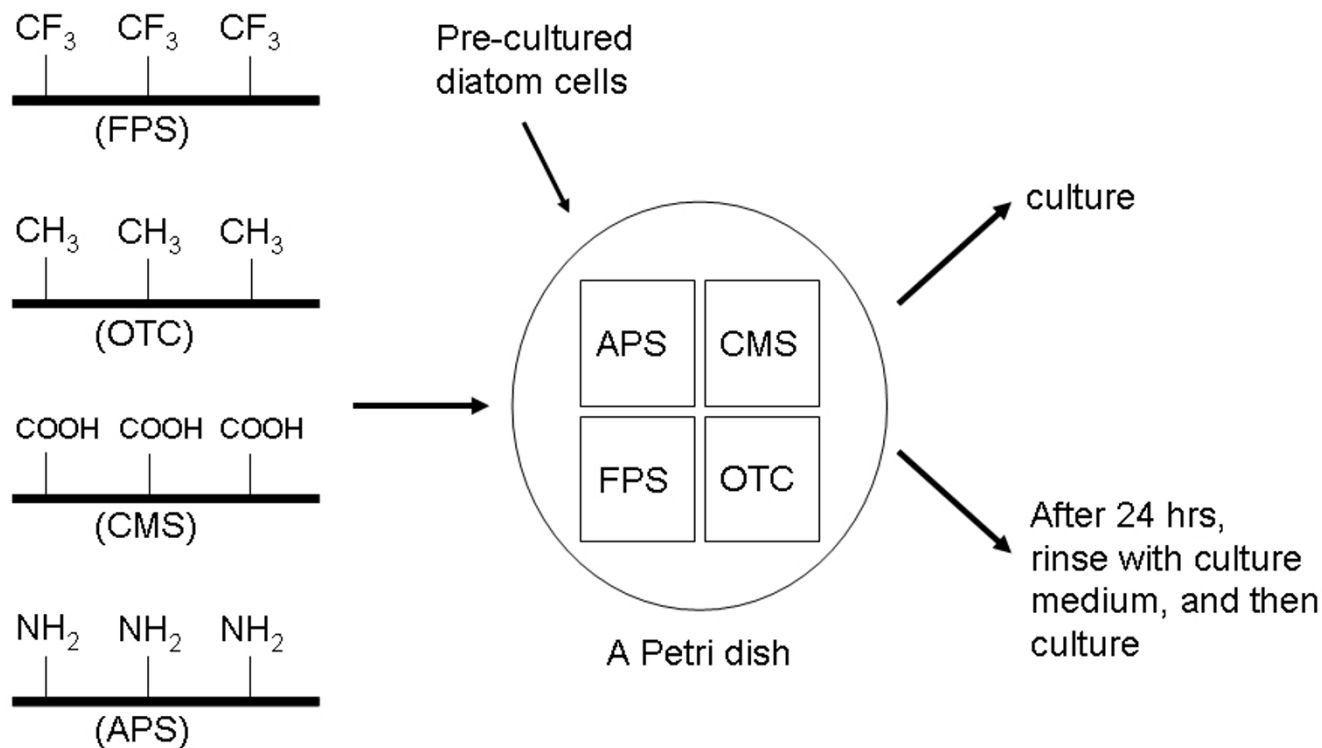 CF₃ CF₃ CF₃
(FPS)
CH₃ CH₃ CH₃
(OTC)
COOH COOH COOH
(CMS)
NH₂ NH₂ NH₂
(APS)
Pre-cultured
diatom cells
APS CMS
FPS OTC
A Petri dish
culture
After 24 hrs,
rinse with culture
medium, and then
culture